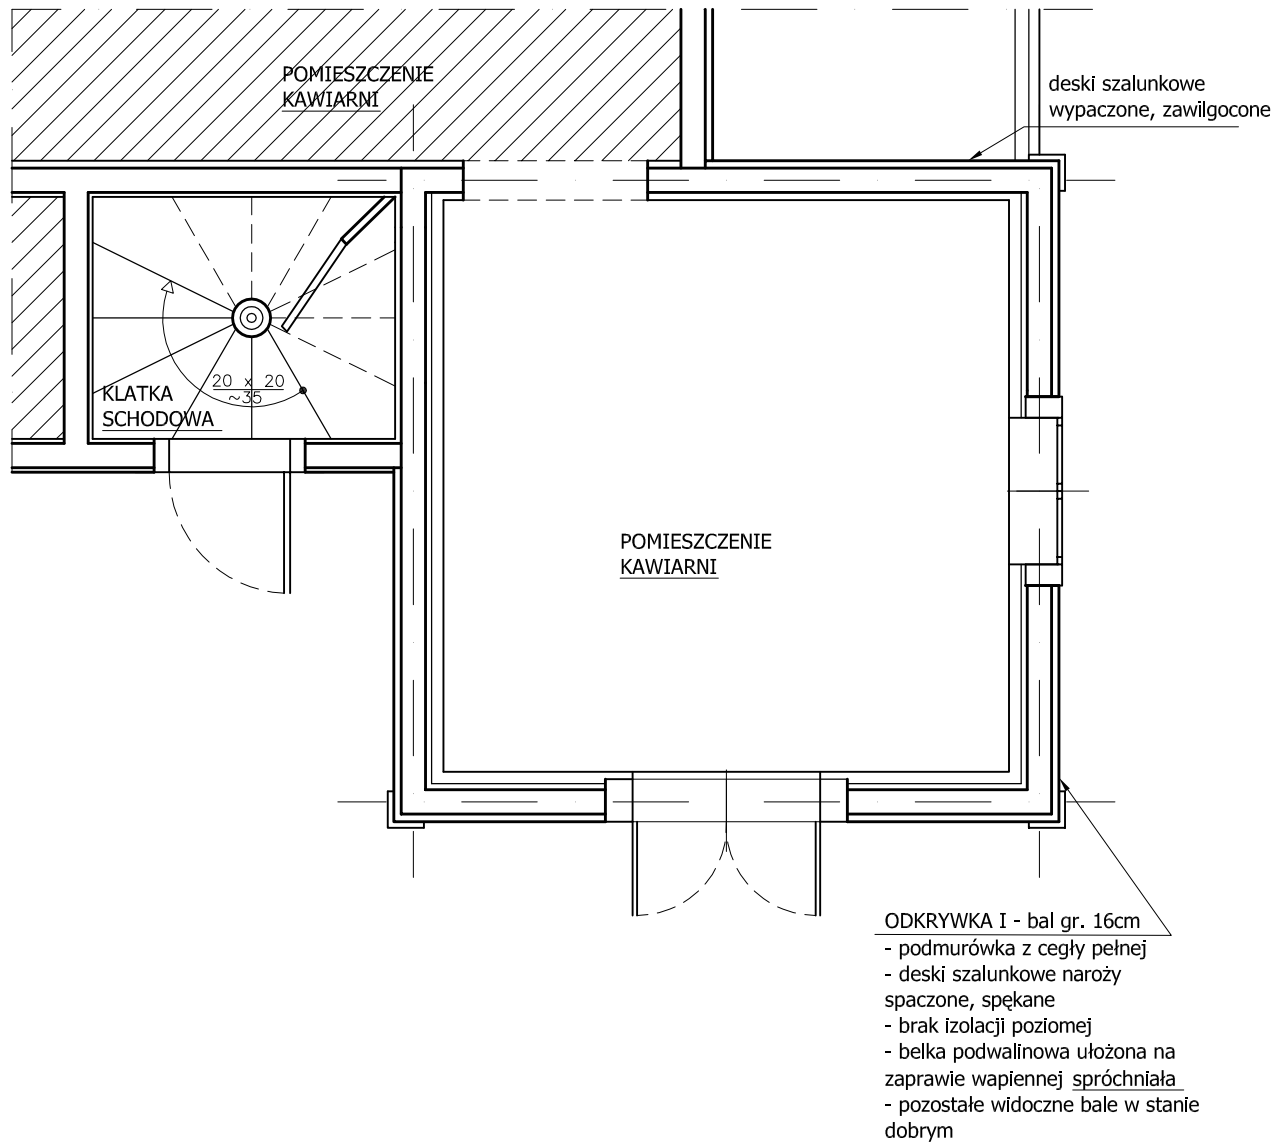 POMIESZCZENIE
KAWIARNI
deski szalunkowe
wypaczone, zawilgocone
20 x 20
~35
KLATKA
SCHODOWA
POMIESZCZENIE
KAWIARNI
ODKRYWKA I - bal gr. 16cm
- podmurówka z cegły pełnej
- deski szalunkowe naroży
spaczone, spękane
- brak izolacji poziomej
- belka podwalinowa ułożona na
zaprawie wapiennej spróchniała
- pozostałe widoczne bale w stanie
dobrym